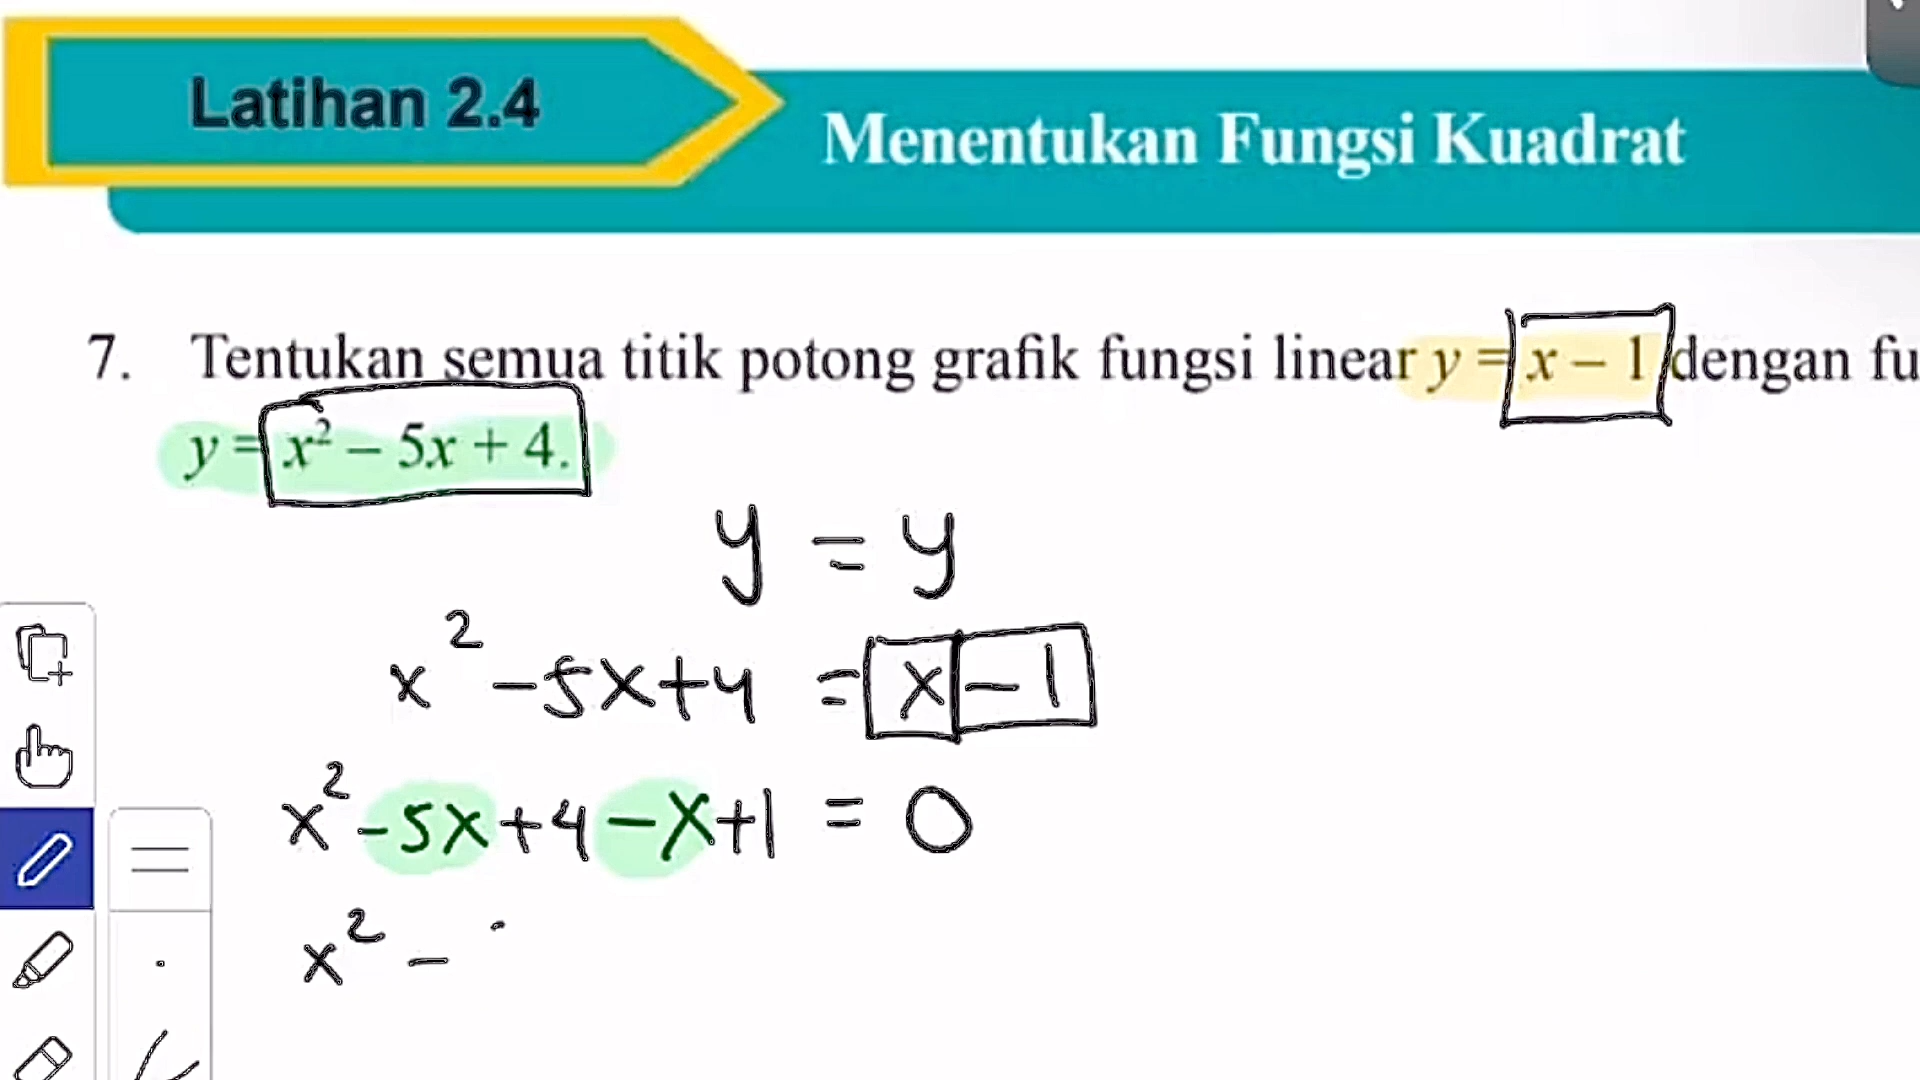 Latihan 2.4
Menentukan Fungsi Kuadrat
7. Tentukan semua titik potong grafik fungsi linear y = x – 1 dengan fu
y = x² – 5x + 4.
y = y
x² - 5x + 4 = x - 1
x² - 5x + 4 - x + 1 = 0
x² -